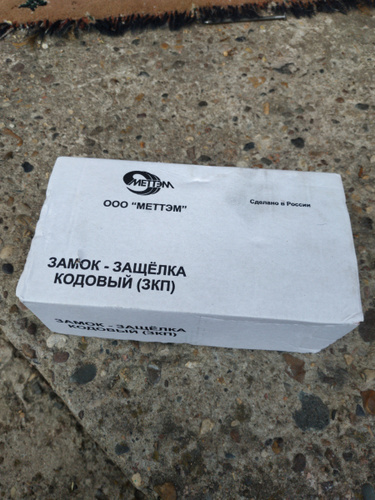 МЕТТЭМ
ООО "МЕТТЭМ"
Сделано в России
ЗАМОК - ЗАЩЁЛКА
КОДОВЫЙ (ЗКП)
ЗАМОК - ЗАЩЁЛКА
КОДОВЫЙ (ЗКП)